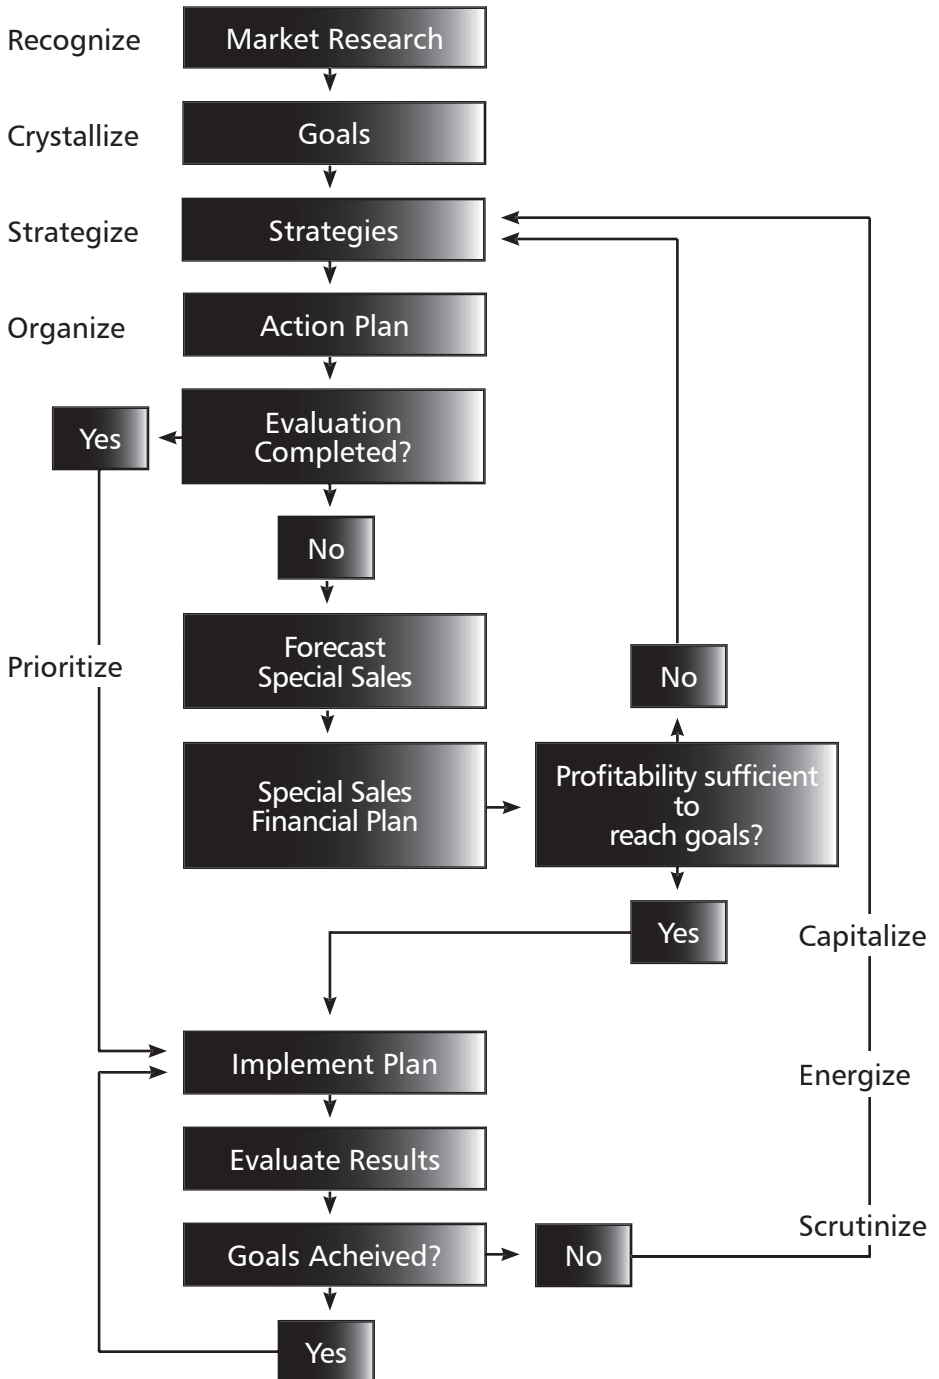 Recognize
Market Research
Crystallize
Goals
Strategize
Strategies
Organize
Action Plan
Evaluation
Completed?
Yes
No
Forecast
Special Sales
Prioritize
No
Special Sales
Financial Plan
Profitability sufficient
to
reach goals?
Yes
Capitalize
Implement Plan
Energize
Evaluate Results
Scrutinize
Goals Acheived?
No
Yes